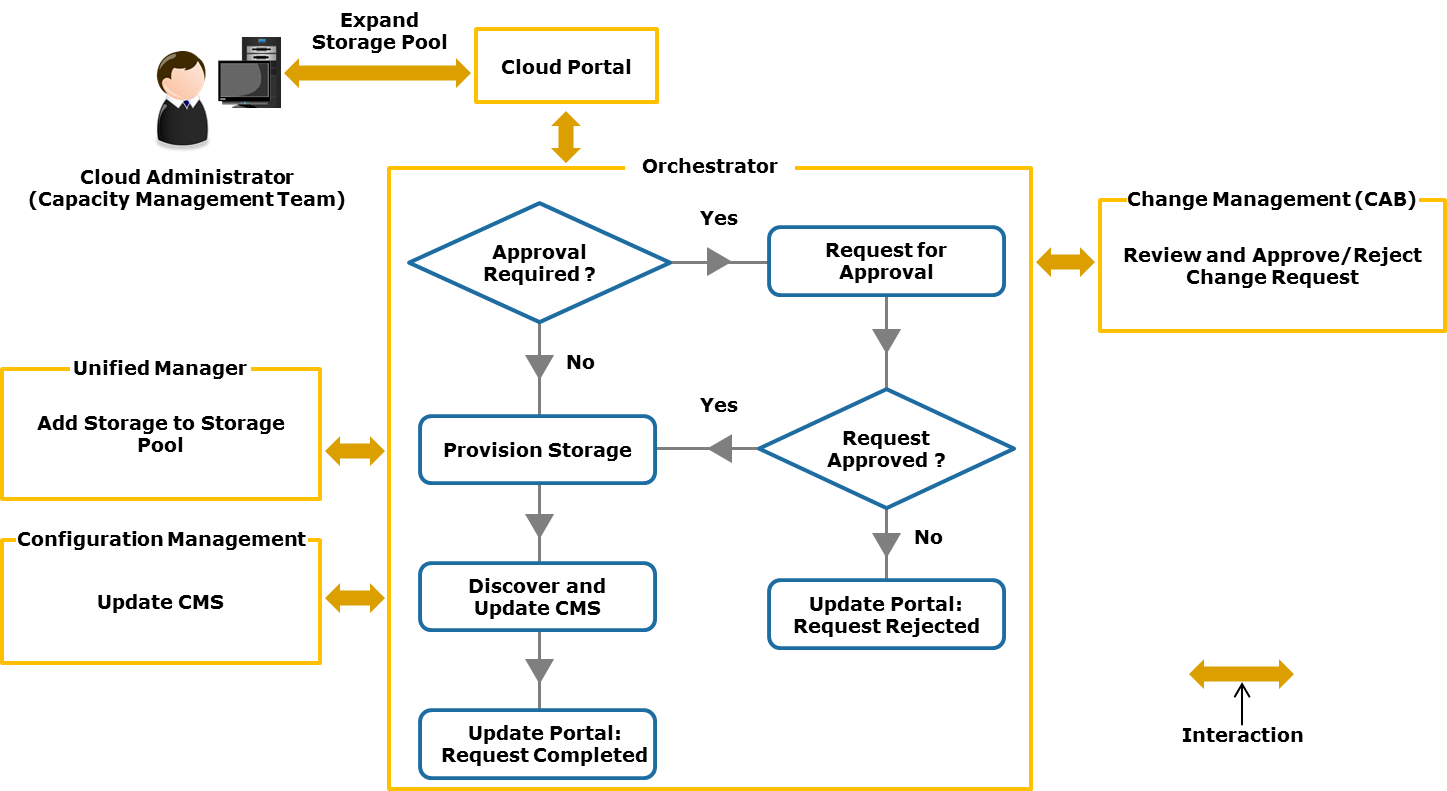 Expand
Storage Pool
Cloud Portal
Cloud Administrator
(Capacity Management Team)
Orchestrator
Approval
Required ?
Yes
Request for
Approval
Change Management (CAB)
Review and Approve/Reject
Change Request
No
Unified Manager
Add Storage to Storage
Pool
Provision Storage
Yes
Request
Approved ?
No
Configuration Management
Update CMS
Discover and
Update CMS
Update Portal:
Request Rejected
Update Portal:
Request Completed
Interaction